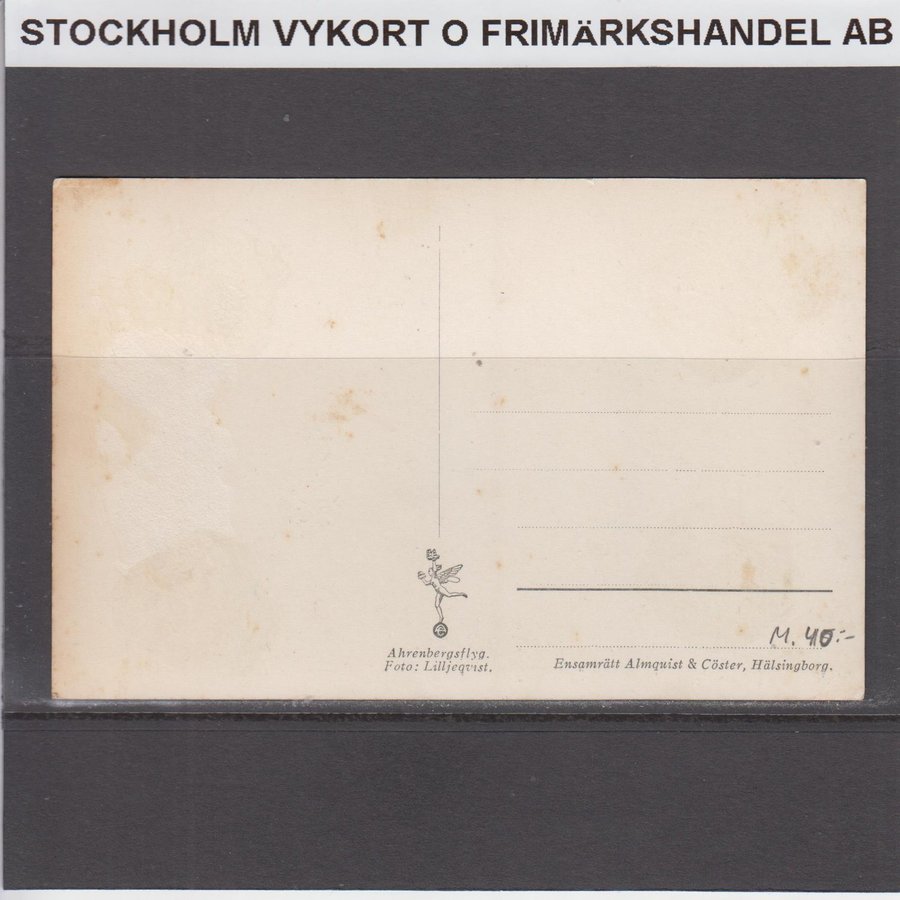 STOCKHOLM VYKORT O FRIMÄRKSHANDEL AB
M. 40:-
Ahrenbergsflyg.
Foto: Lilljeqvist.
Ensamrätt Almquist & Cöster, Hälsingborg.